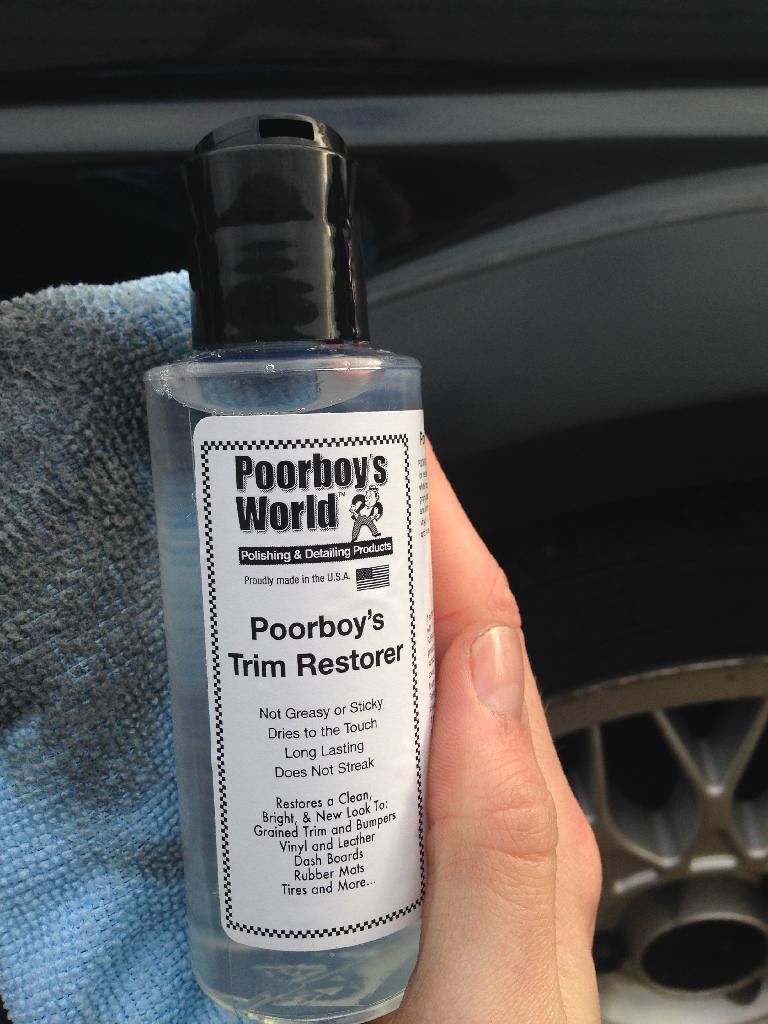 Poorboy's
World™
Polishing & Detailing Products
Proudly made in the U.S.A.
Poorboy's
Trim Restorer
Not Greasy or Sticky
Dries to the Touch
Long Lasting
Does Not Streak
Restores a Clean,
Bright, & New Look To:
Grained Trim and Bumpers
Vinyl and Leather
Dash Boards
Rubber Mats
Tires and More...